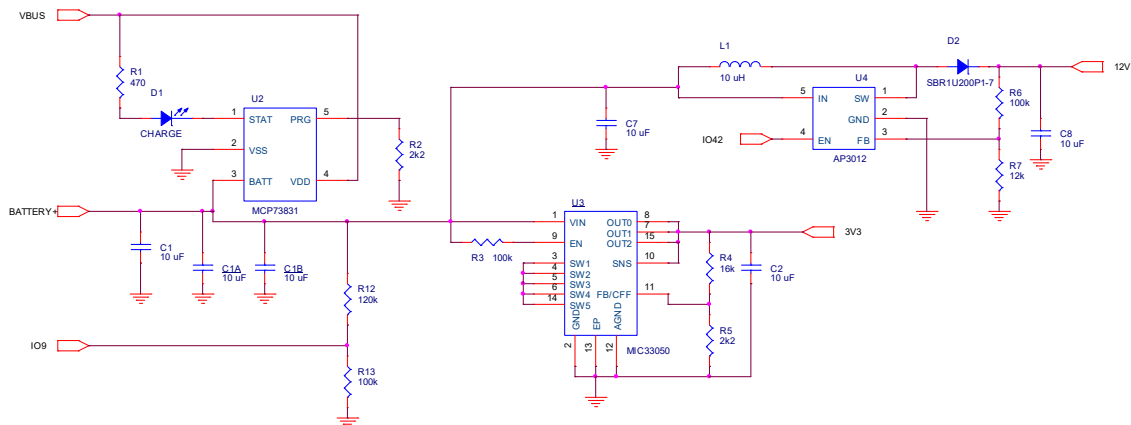 VBUS
R1
470
D1
CHARGE
U2
1
STAT
PRG
5
2
VSS
3
BATT
VDD
4
MCP73831
R2
2k2
BATTERY+
C1
10 uF
C1A
10 uF
C1B
10 uF
R12
120k
IO9
R13
100k
L1
10 uH
D2
SBR1U200P1-7
12V
U4
5
IN
SW
1
GND
2
IO42
4
EN
FB
3
AP3012
C7
10 uF
R6
100k
R7
12k
C8
10 uF
U3
1
VIN
OUT0
8
OUT1
7
9
EN
OUT2
15
R3
100k
3
SW1
SNS
10
4
SW2
5
SW3
6
SW4
FB/CFF
11
14
SW5
GND
EP
AGND
2
13
12
MIC33050
3V3
R4
16k
C2
10 uF
R5
2k2